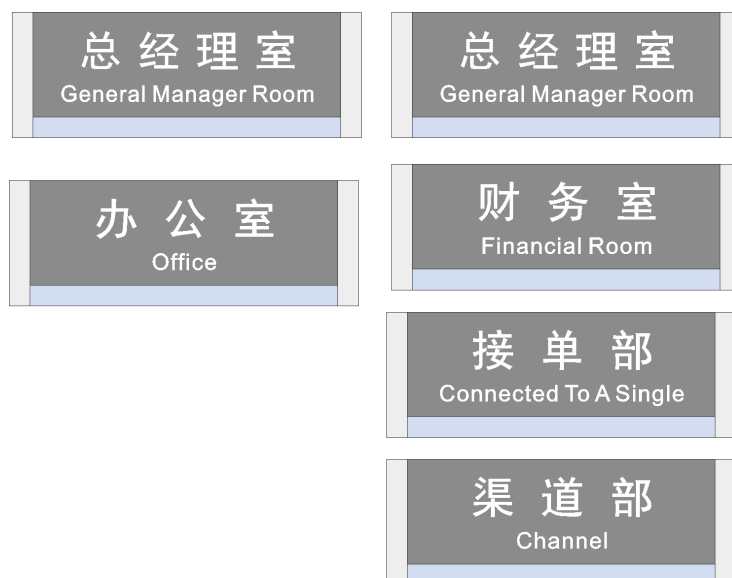 总经理室
General Manager Room
总经理室
General Manager Room
办公室
Office
财务室
Financial Room
接单部
Connected To A Single
渠道部
Channel